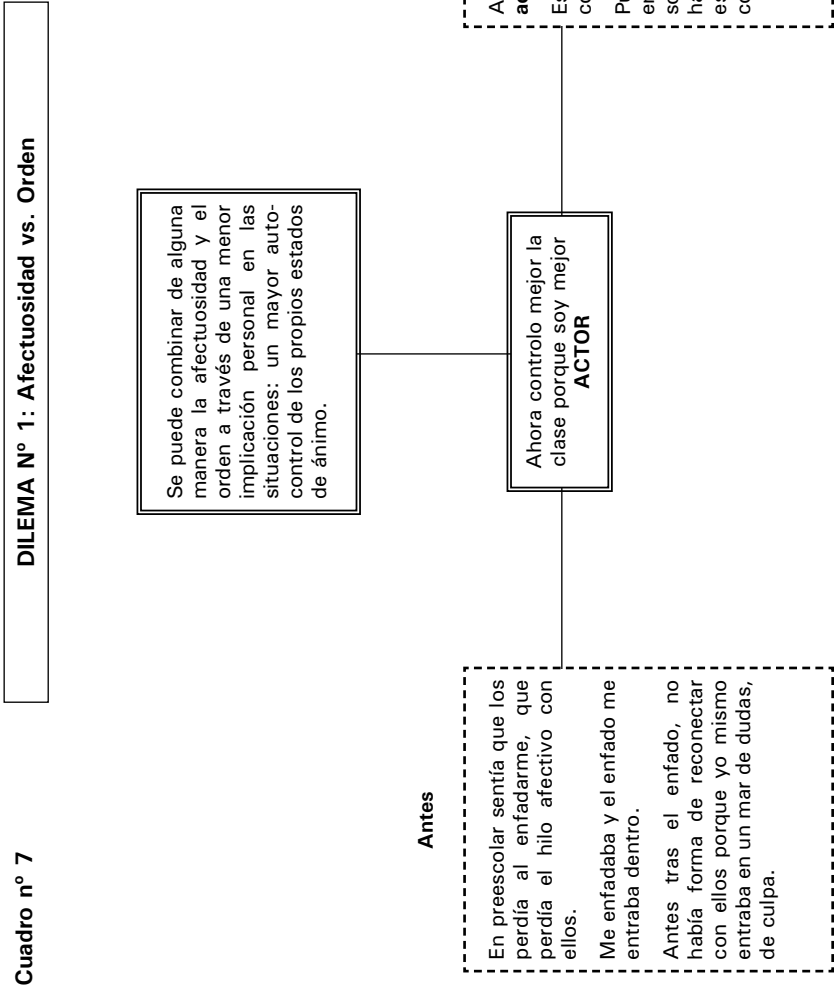 Cuadro nº 7
DILEMA Nº 1: Afectuosidad vs. Orden
Se puede combinar de alguna
manera la afectuosidad y el
orden a través de una menor
implicación personal en las
situaciones: un mayor auto-
control de los propios estados
de ánimo.
Antes
En preescolar sentía que los
perdía al enfadarme, que
perdía el hilo afectivo con
ellos.
Me enfadaba y el enfado me
entraba dentro.
Antes tras el enfado, no
había forma de reconectar
con ellos porque yo mismo
entraba en un mar de dudas,
de culpa.
Ahora controlo mejor la
clase porque soy mejor
ACTOR